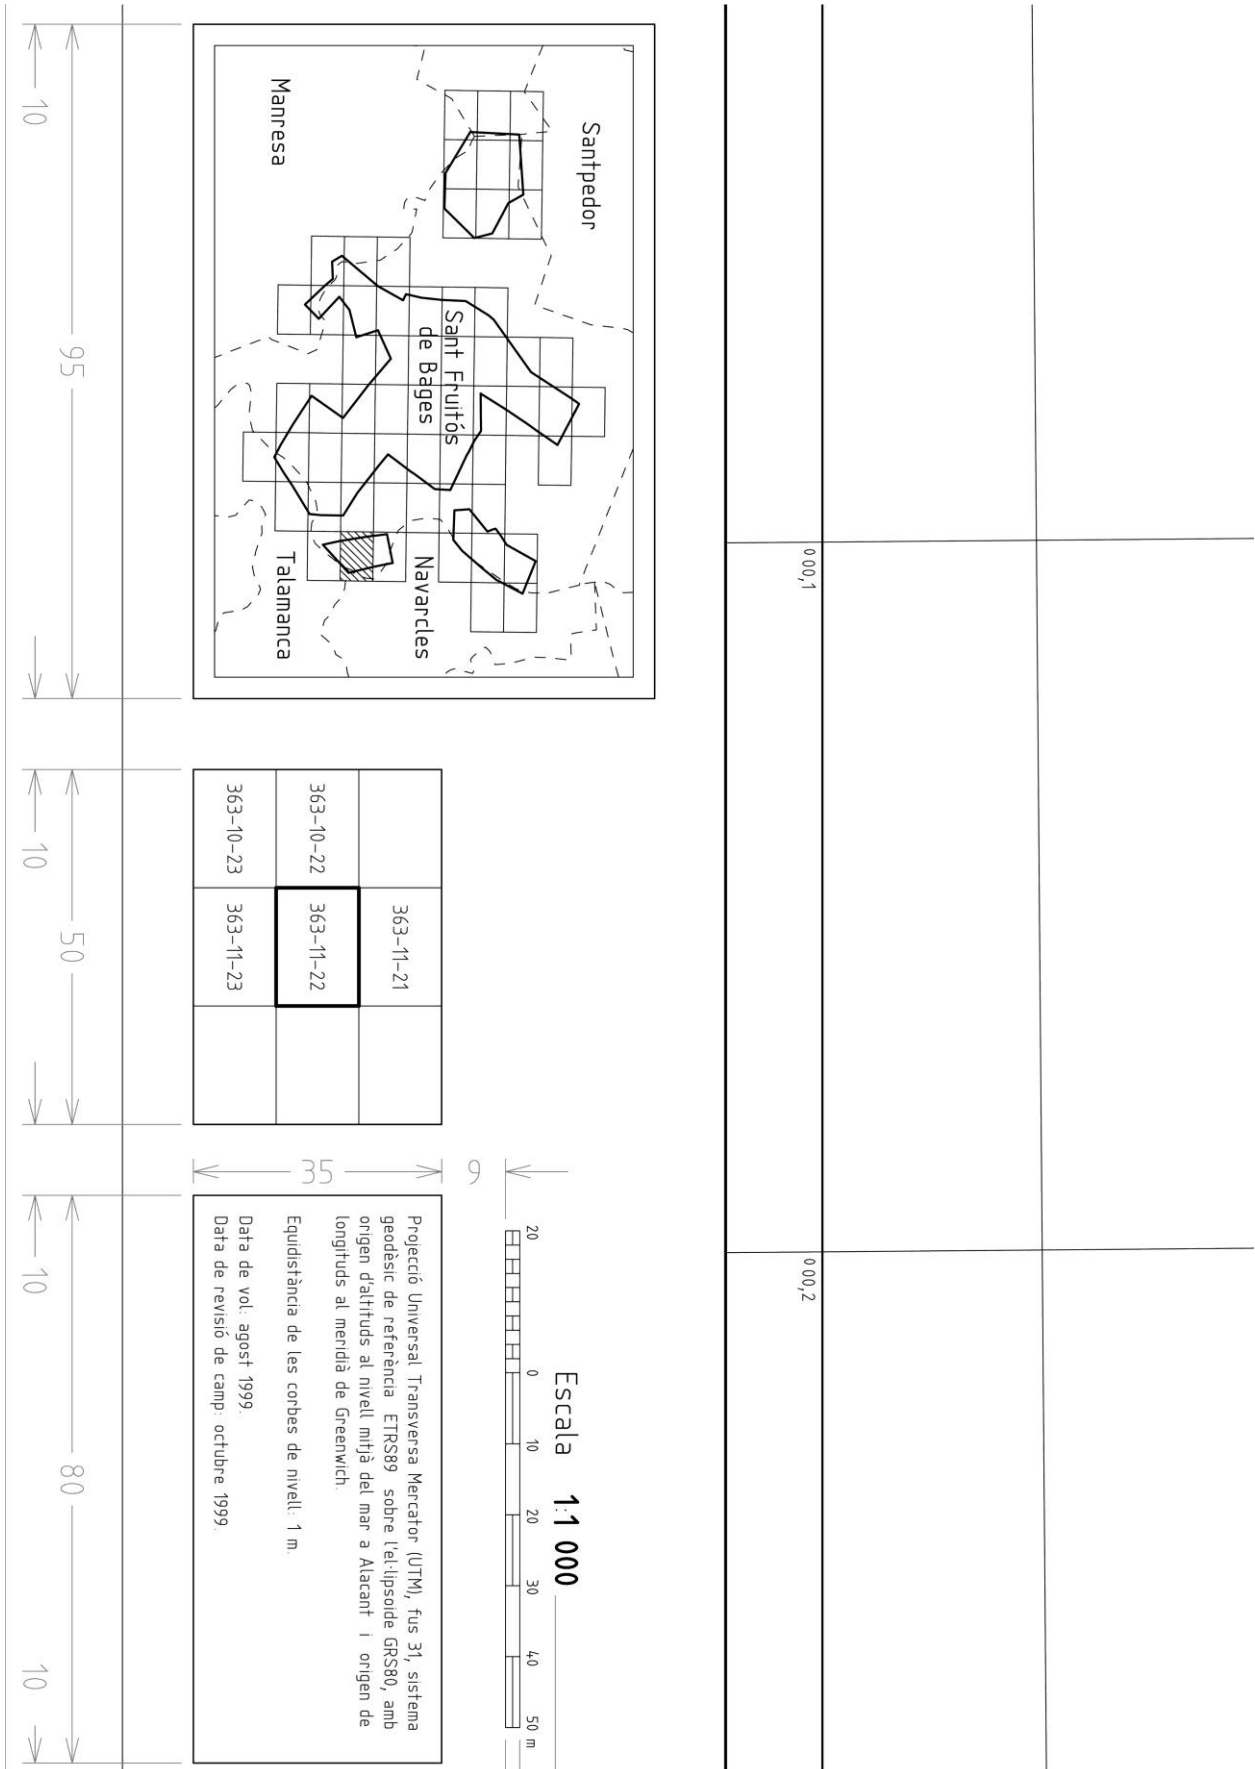 0 00,1
0 00,2
Santpedor
Manresa
Sant Fruitós
de Bages
Navarcles
Talamanca
363-11-21
363-10-22
363-11-22
363-10-23
363-11-23
Escala 1:1 000
20 0 10 20 30 40 50 m
Projecció Universal Transversa Mercator (UTM), fus 31, sistema
geodèsic de referència ETRS89 sobre l'el·lipsoide GRS80, amb
origen d'altituds al nivell mitjà del mar a Alacant i origen de
longituds al meridià de Greenwich.
Equidistància de les corbes de nivell: 1 m.
Data de vol: agost 1999.
Data de revisió de camp: octubre 1999.
9
35
95
50
80
10
10
10
10